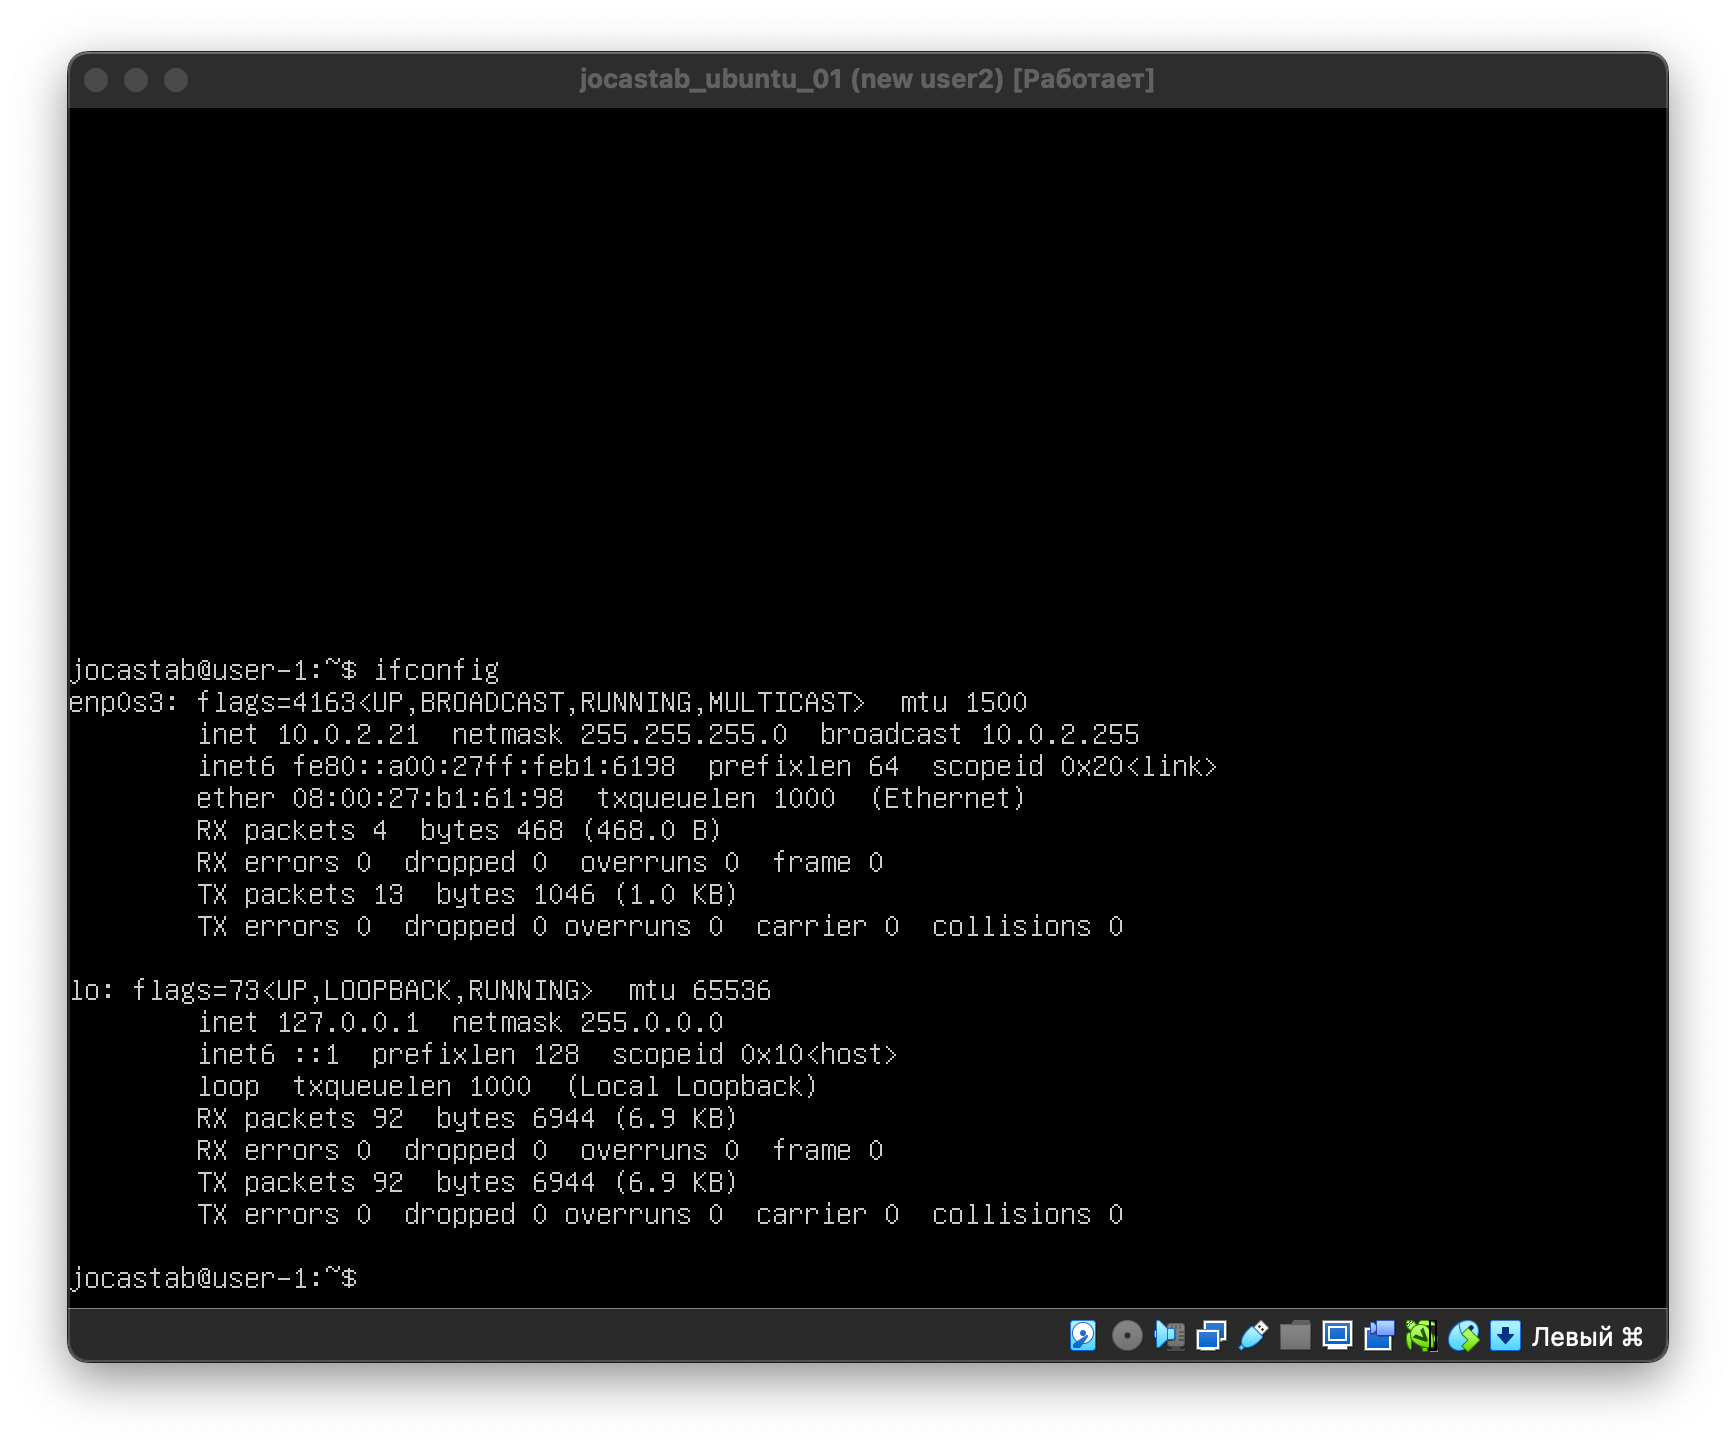 jocastab_ubuntu_01 (new user2) [Работает]
jocastab@user-1:~$ ifconfig
enp0s3: flags=4163<UP,BROADCAST,RUNNING,MULTICAST>  mtu 1500
        inet 10.0.2.21  netmask 255.255.255.0  broadcast 10.0.2.255
        inet6 fe80::a00:27ff:feb1:6198  prefixlen 64  scopeid 0x20<link>
        ether 08:00:27:b1:61:98  txqueuelen 1000  (Ethernet)
        RX packets 4  bytes 468 (468.0 B)
        RX errors 0  dropped 0  overruns 0  frame 0
        TX packets 13  bytes 1046 (1.0 KB)
        TX errors 0  dropped 0 overruns 0  carrier 0  collisions 0
lo: flags=73<UP,LOOPBACK,RUNNING>  mtu 65536
        inet 127.0.0.1  netmask 255.0.0.0
        inet6 ::1  prefixlen 128  scopeid 0x10<host>
        loop  txqueuelen 1000  (Local Loopback)
        RX packets 92  bytes 6944 (6.9 KB)
        RX errors 0  dropped 0  overruns 0  frame 0
        TX packets 92  bytes 6944 (6.9 KB)
        TX errors 0  dropped 0 overruns 0  carrier 0  collisions 0
jocastab@user-1:~$
Левый ⌘